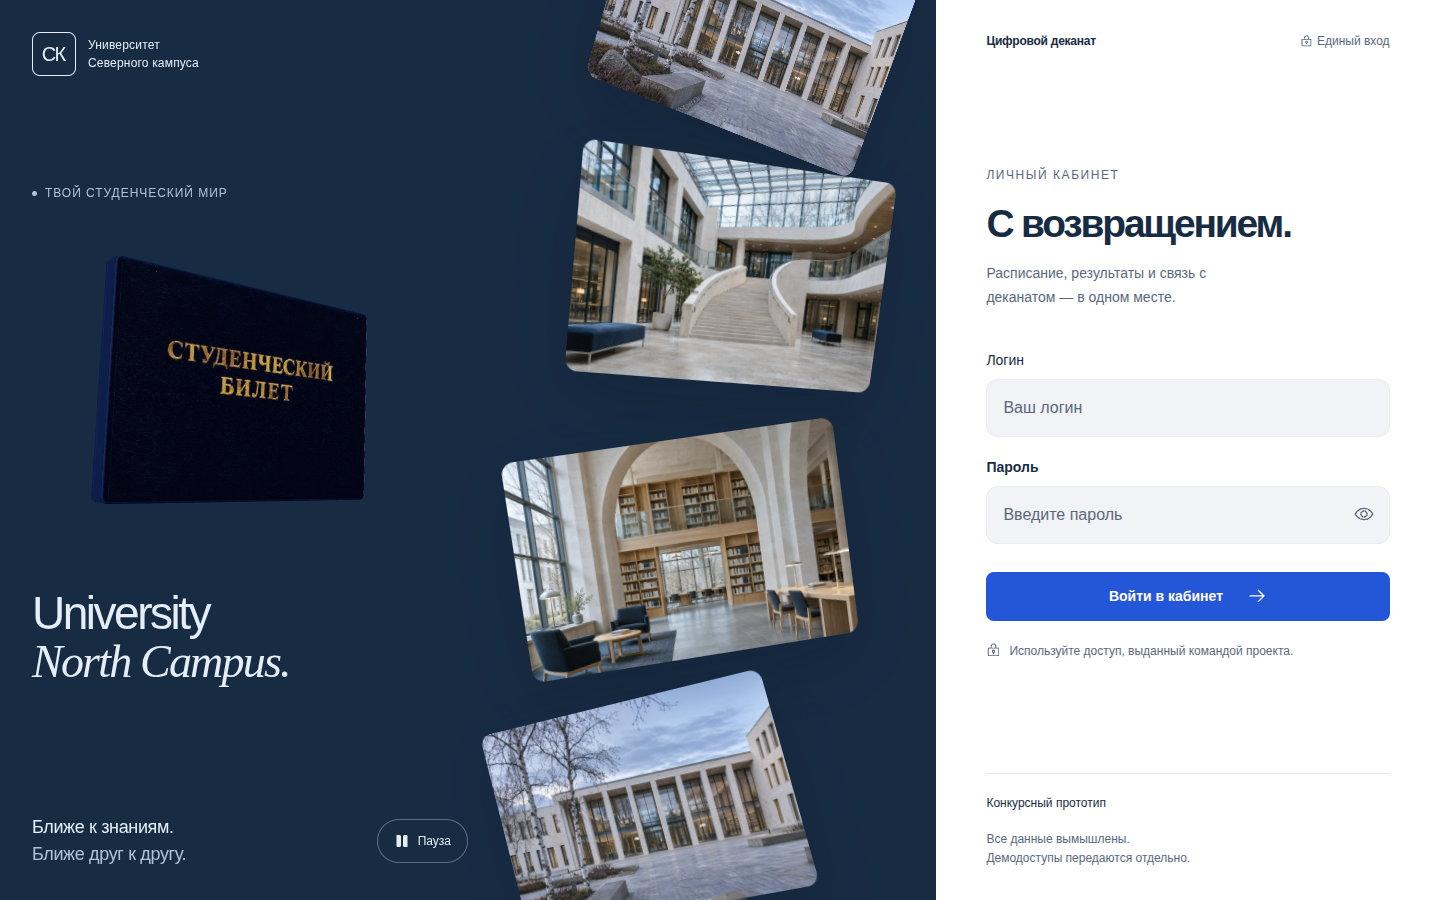 СК
Университет
Северного кампуса
ТВОЙ СТУДЕНЧЕСКИЙ МИР
СТУДЕНЧЕСКИЙ
БИЛЕТ
University
North Campus.
Ближе к знаниям.
Ближе друг к другу.
Пауза
Цифровой деканат
Единый вход
ЛИЧНЫЙ КАБИНЕТ
С возвращением.
Расписание, результаты и связь с
деканатом — в одном месте.
Логин
Ваш логин
Пароль
Введите пароль
Войти в кабинет
Используйте доступ, выданный командой проекта.
Конкурсный прототип
Все данные вымышлены.
Демодоступы передаются отдельно.